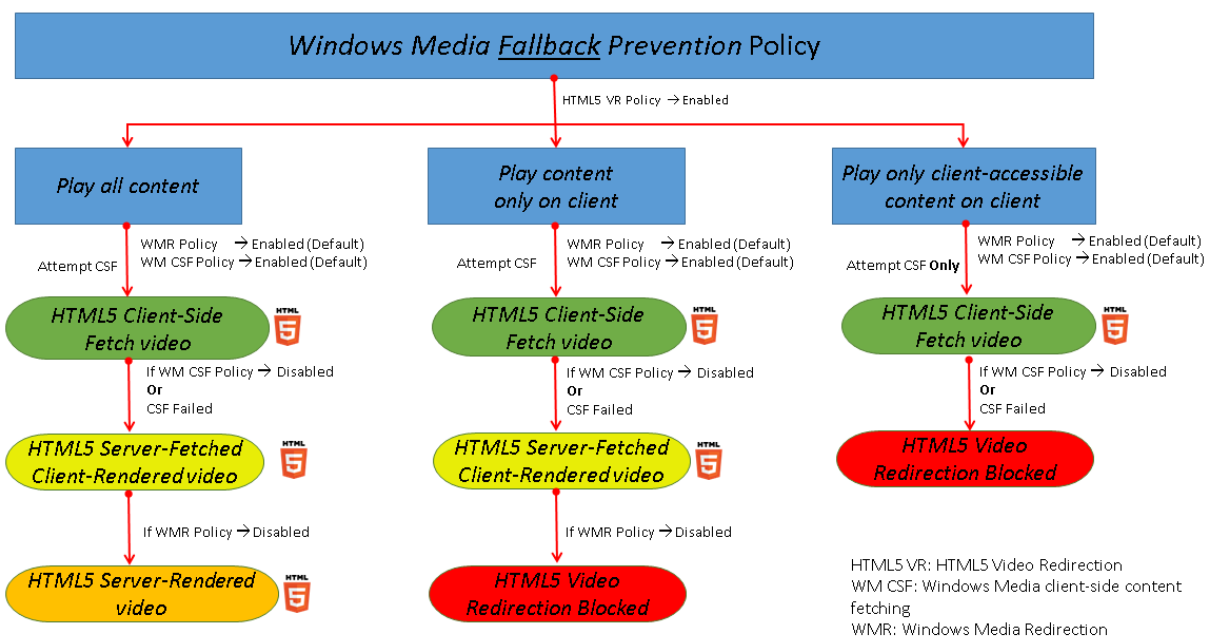 Windows Media Fallback Prevention Policy
HTML5 VR Policy → Enabled
Play all content
Play content
only on client
Play only client-accessible
content on client
WMR Policy → Enabled (Default)
WM CSF Policy → Enabled (Default)
Attempt CSF
WMR Policy → Enabled (Default)
WM CSF Policy → Enabled (Default)
Attempt CSF
WMR Policy → Enabled (Default)
WM CSF Policy → Enabled (Default)
Attempt CSF Only
HTML5 Client-Side
Fetch video
HTML
5
HTML5 Client-Side
Fetch video
HTML
5
HTML5 Client-Side
Fetch video
HTML
5
If WM CSF Policy → Disabled
Or
CSF Failed
If WM CSF Policy → Disabled
Or
CSF Failed
If WM CSF Policy → Disabled
Or
CSF Failed
HTML5 Server-Fetched
Client-Rendered video
HTML
5
HTML5 Server-Fetched
Client-Rendered video
HTML
5
HTML5 Video
Redirection Blocked
If WMR Policy → Disabled
If WMR Policy → Disabled
HTML5 Server-Rendered
video
HTML
5
HTML5 Video
Redirection Blocked
HTML5 VR: HTML5 Video Redirection
WM CSF: Windows Media client-side content
fetching
WMR: Windows Media Redirection